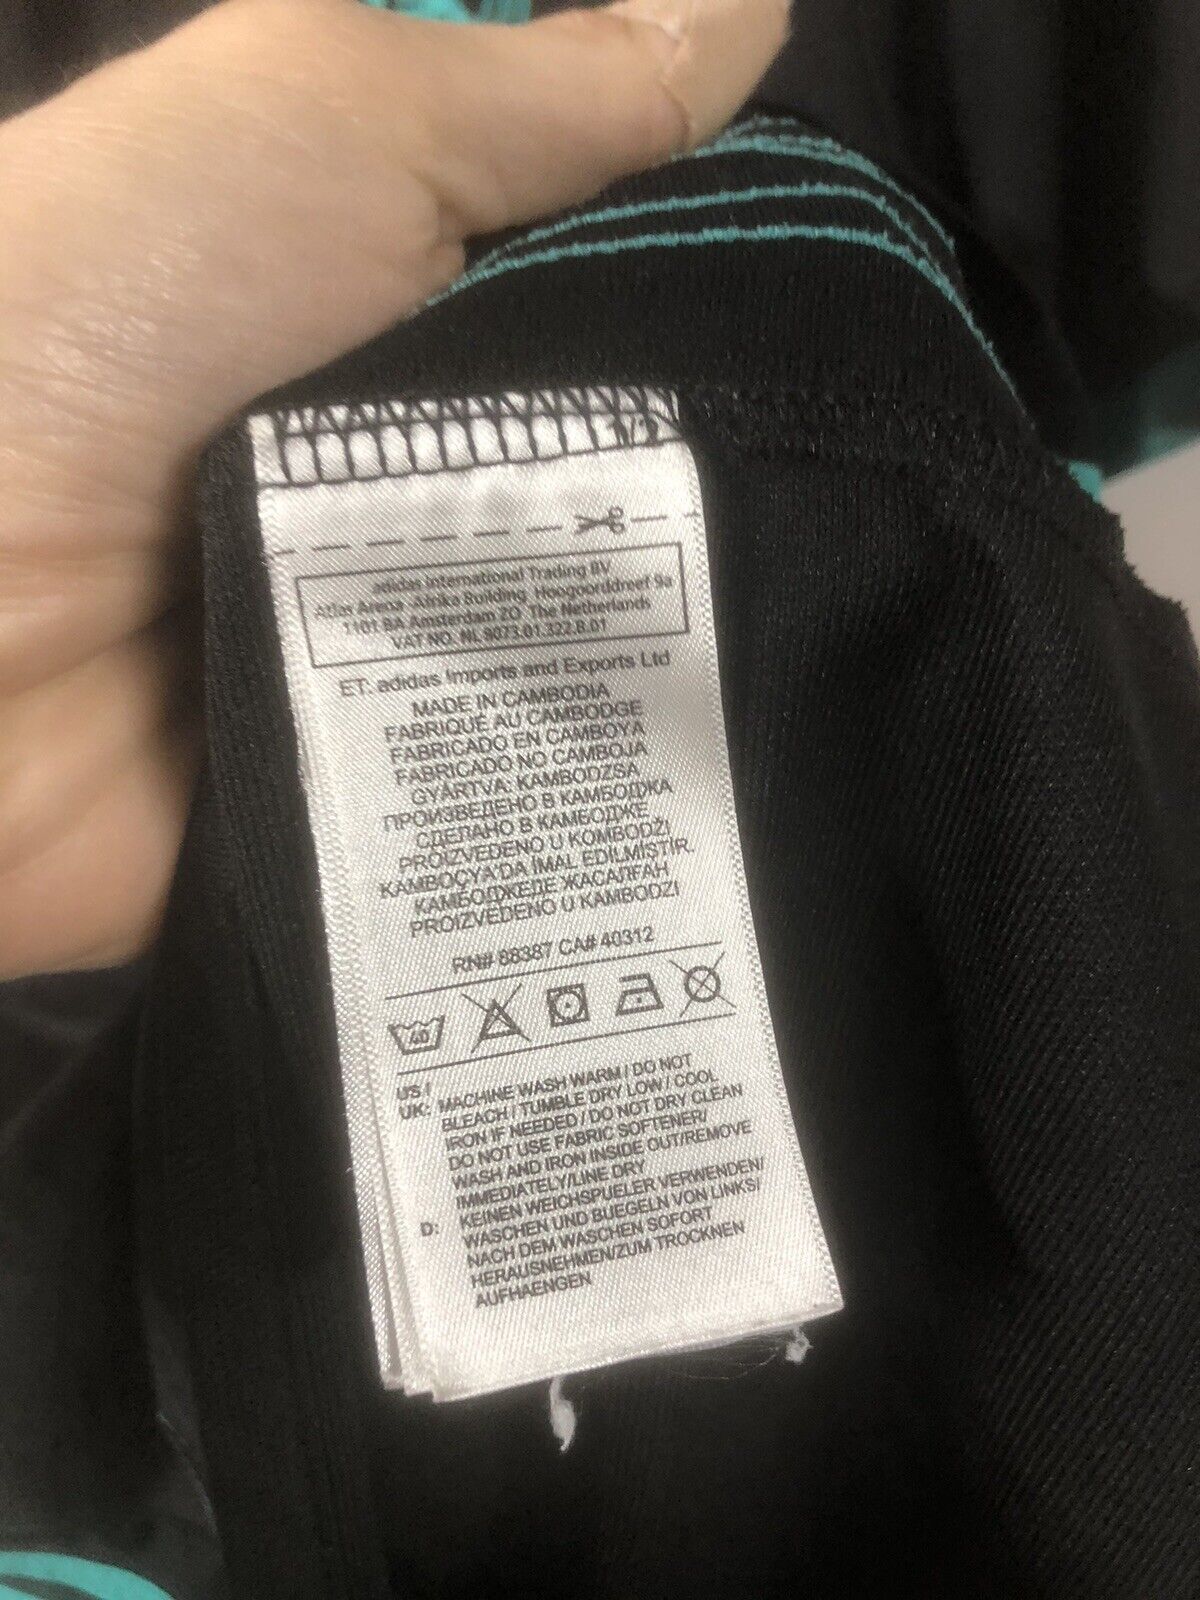 1/2
adidas International Trading BV
Atlas Arena Afrika Building Hoogoorddreef 9a
1101 BA Amsterdam ZO The Netherlands
VAT NO. NL 8073.01.322.B.01
ET. adidas Imports and Exports Ltd
MADE IN CAMBODIA
FABRIQUÉ AU CAMBODGE
FABRICADO EN CAMBOYA
FABRICADO NO CAMBOJA
GYÁRTVA: KAMBODZSA
ПРОИЗВЕДЕНО В КАМБОДЖА
СДЕЛАНО В КАМБОДЖЕ
PROIZVEDENO U KOMBODŽI
KAMBOÇYA'DA İMAL EDİLMİŞTİR.
КАМБОДЖЕДЕ ЖАСАЛҒАН
PROIZVEDENO U KAMBODZI
RN# 88387 CA# 40312
40
US /
UK: MACHINE WASH WARM / DO NOT
BLEACH / TUMBLE DRY LOW / COOL
IRON IF NEEDED / DO NOT DRY CLEAN
DO NOT USE FABRIC SOFTENER/
WASH AND IRON INSIDE OUT/REMOVE
IMMEDIATELY/LINE DRY
D: KEINEN WEICHSPUELER VERWENDEN/
WASCHEN UND BUEGELN VON LINKS/
NACH DEM WASCHEN SOFORT
HERAUSNEHMEN/ZUM TROCKNEN
AUFHAENGEN